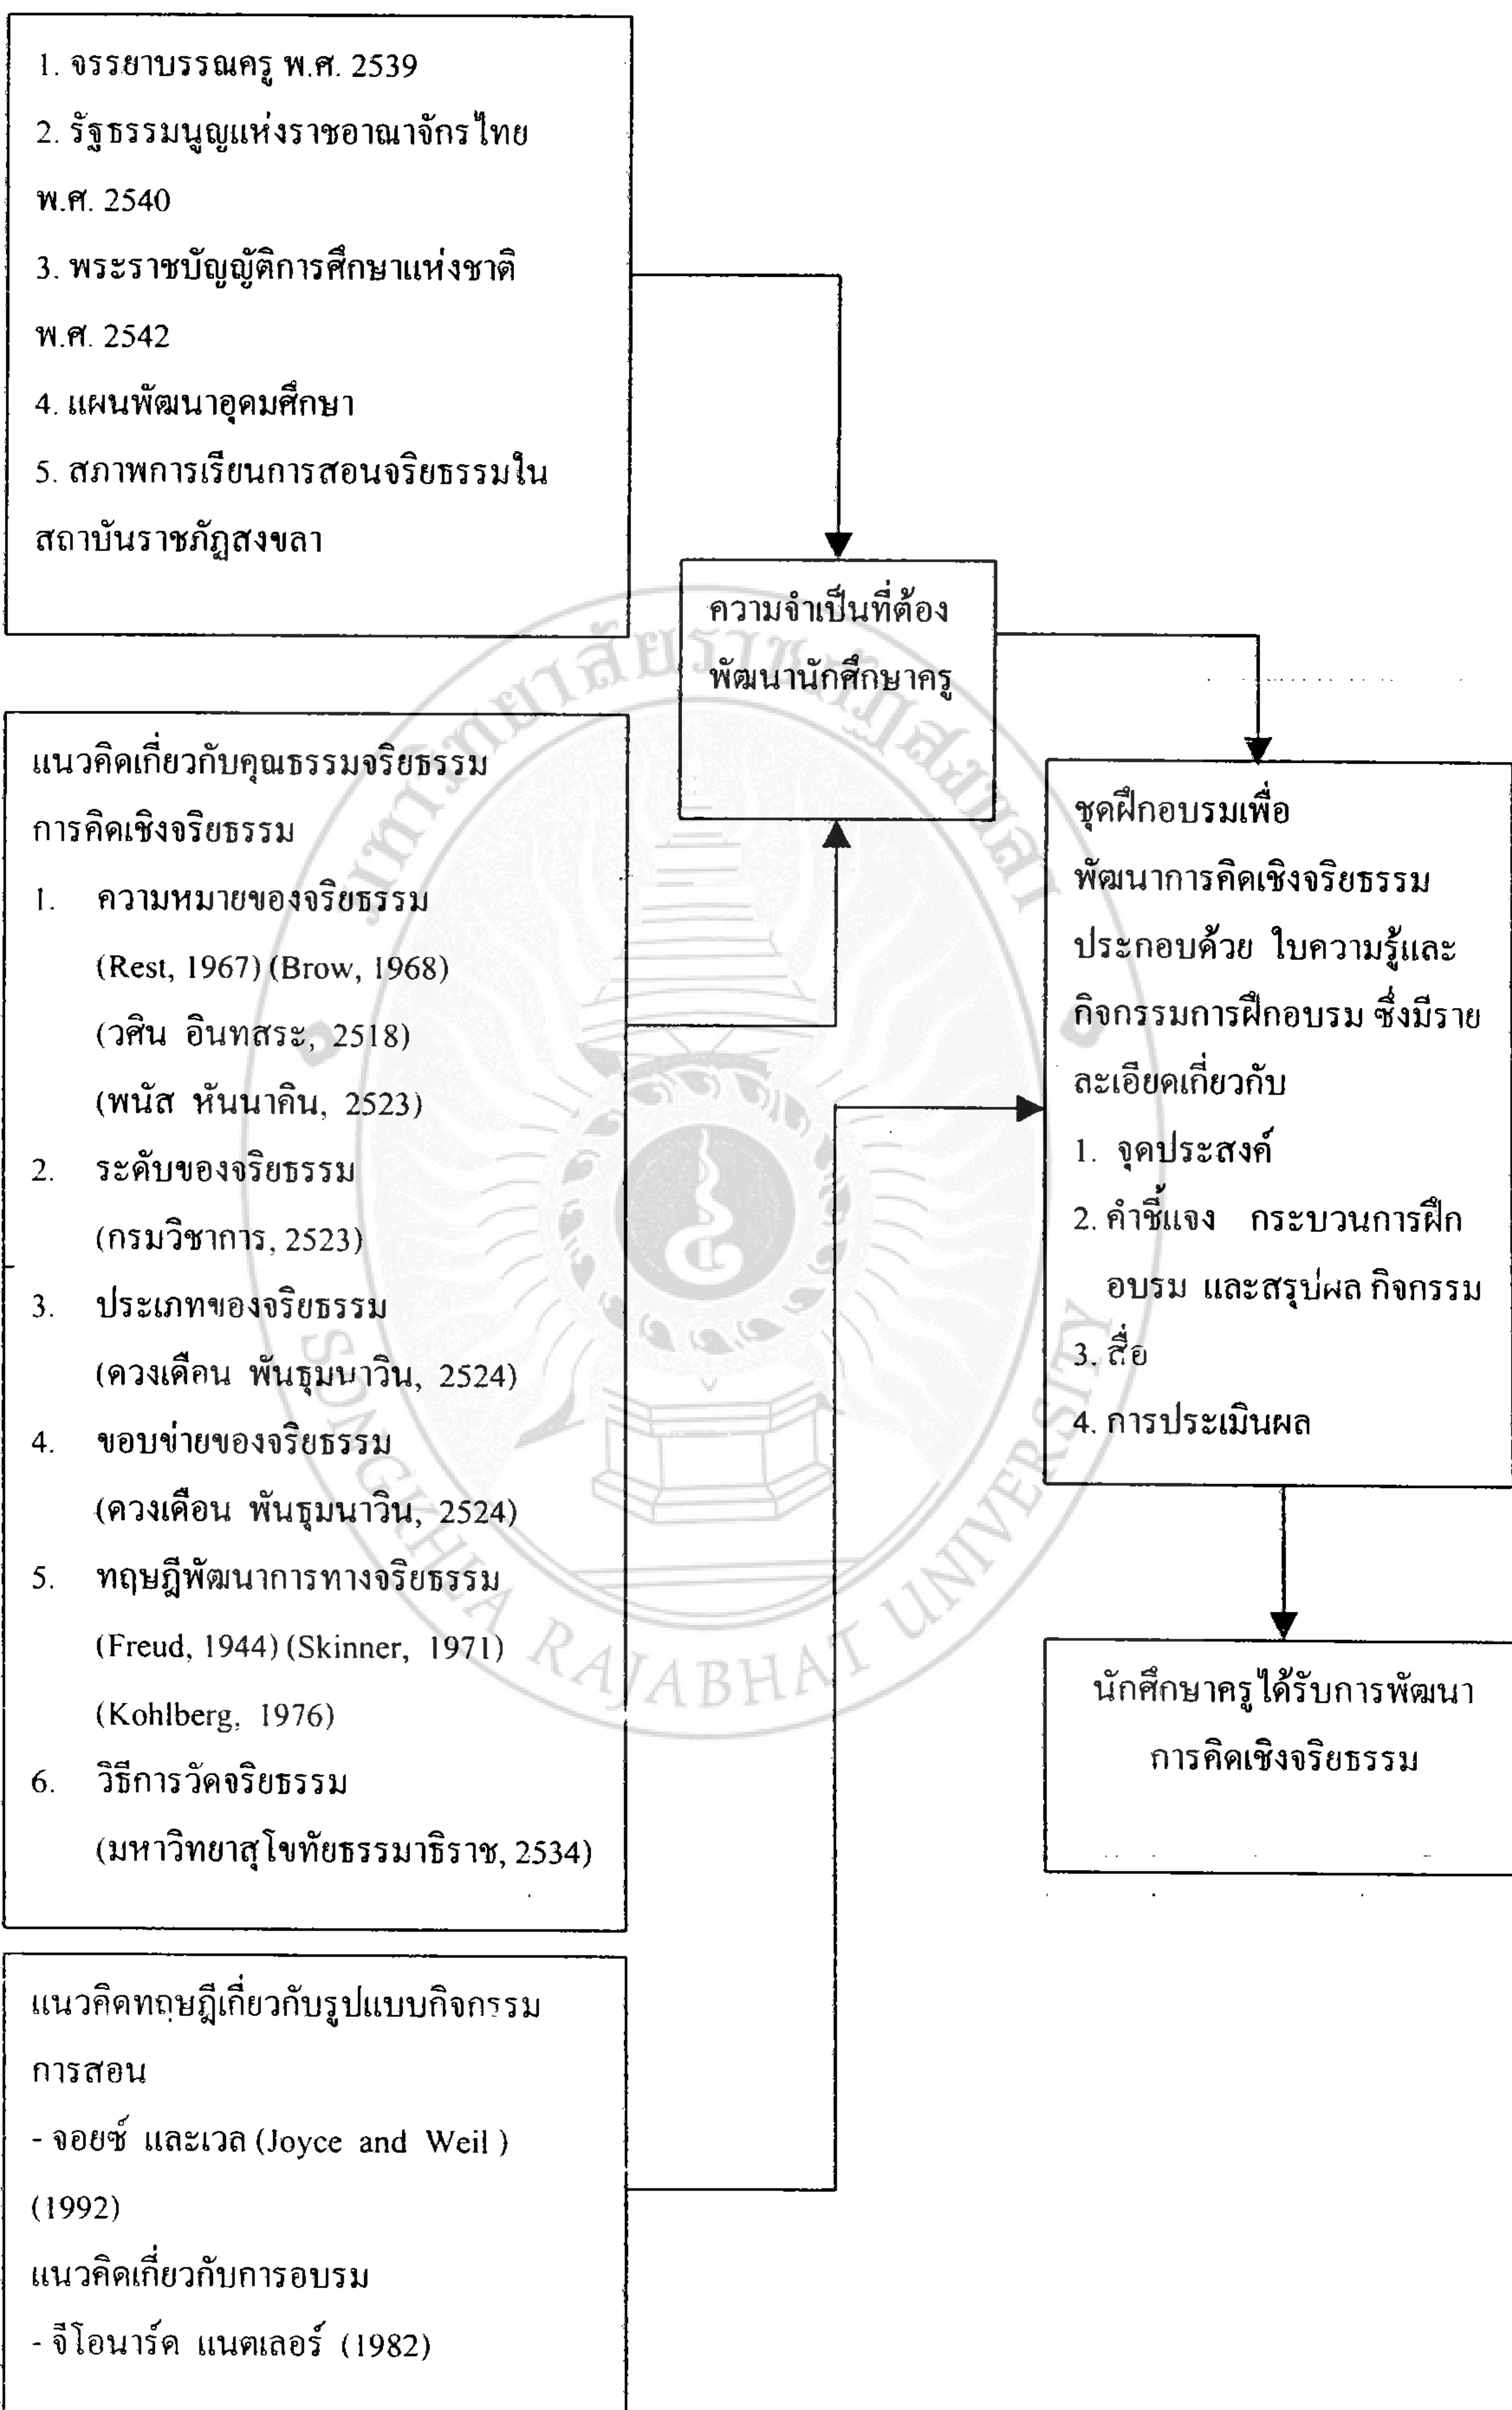 1. จรรยาบรรณครู พ.ศ. 2539
2. รัฐธรรมนูญแห่งราชอาณาจักรไทย
พ.ศ. 2540
3. พระราชบัญญัติการศึกษาแห่งชาติ
พ.ศ. 2542
4. แผนพัฒนาอุดมศึกษา
5. สภาพการเรียนการสอนจริยธรรมใน
สถาบันราชภัฏสงขลา
ความจำเป็นที่ต้อง
พัฒนานักศึกษาครู
แนวคิดเกี่ยวกับคุณธรรมจริยธรรม
การคิดเชิงจริยธรรม
1. ความหมายของจริยธรรม
(Rest, 1967) (Brow, 1968)
(วศิน อินทสระ, 2518)
(พนัส หันนาคิน, 2523)
2. ระดับของจริยธรรม
(กรมวิชาการ, 2523)
3. ประเภทของจริยธรรม
(ดวงเดือน พันธุมนาวิน, 2524)
4. ขอบข่ายของจริยธรรม
(ดวงเดือน พันธุมนาวิน, 2524)
5. ทฤษฎีพัฒนาการทางจริยธรรม
(Freud, 1944) (Skinner, 1971)
(Kohlberg, 1976)
6. วิธีการวัดจริยธรรม
(มหาวิทยาสุโขทัยธรรมาธิราช, 2534)
แนวคิดทฤษฎีเกี่ยวกับรูปแบบกิจกรรม
การสอน
- จอยซ์ และเวล (Joyce and Weil )
(1992)
แนวคิดเกี่ยวกับการอบรม
- จีโอนาร์ด แนตเลอร์ (1982)
ชุดฝึกอบรมเพื่อ
พัฒนาการคิดเชิงจริยธรรม
ประกอบด้วย ใบความรู้และ
กิจกรรมการฝึกอบรม ซึ่งมีราย
ละเอียดเกี่ยวกับ
1. จุดประสงค์
2. คำชี้แจง กระบวนการฝึก
อบรม และสรุปผล กิจกรรม
3. สื่อ
4. การประเมินผล
นักศึกษาครูได้รับการพัฒนา
การคิดเชิงจริยธรรม
มหาวิทยาลัยราชภัฏสงขลา
SONGKHLA RAJABHAT UNIVERSITY